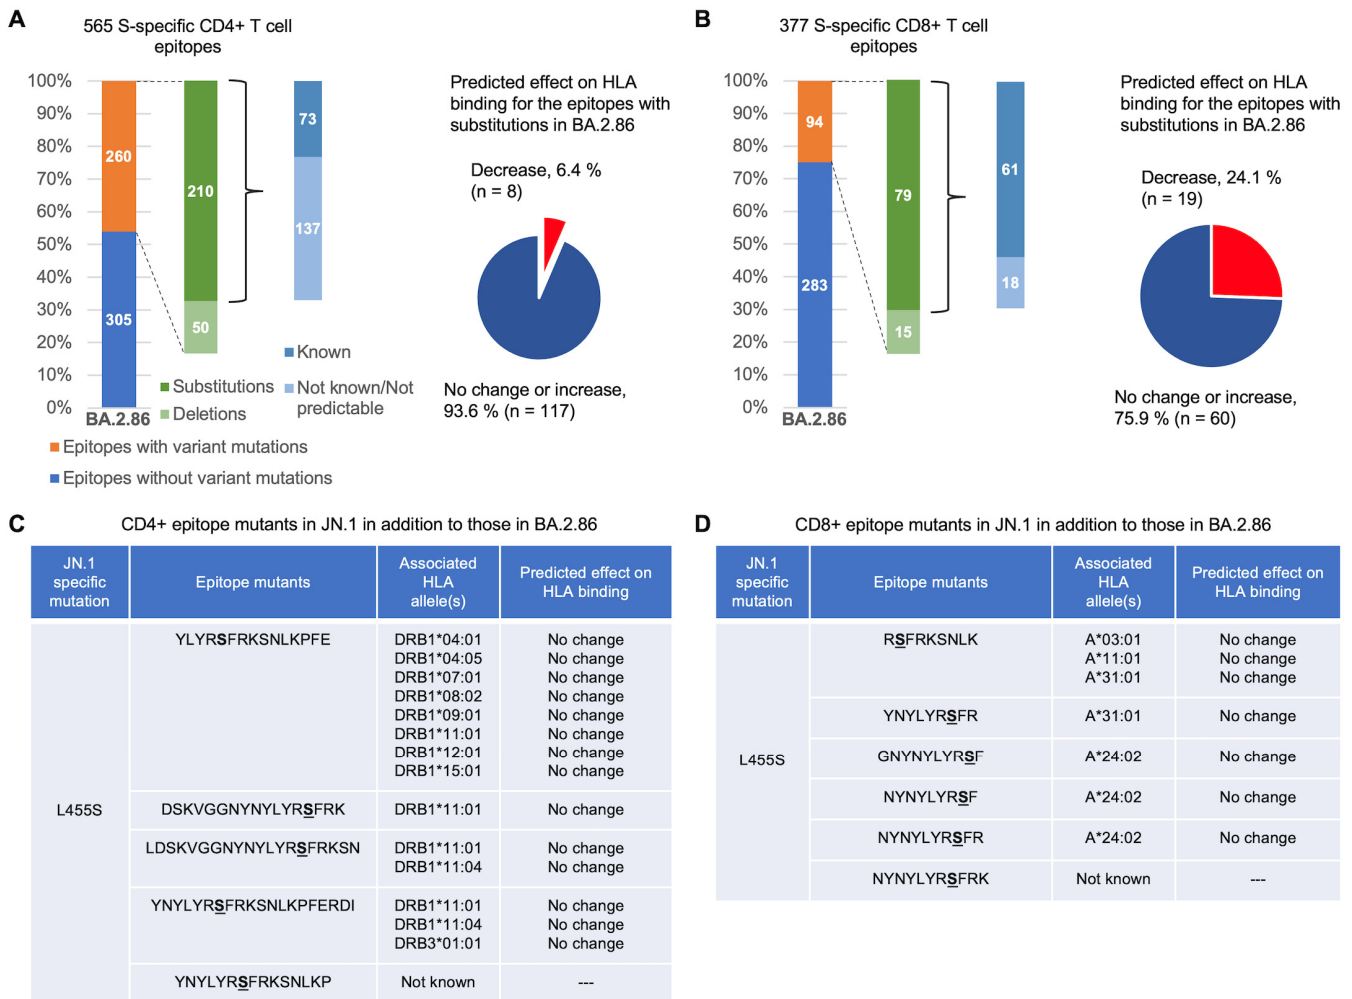 A
565 S-specific CD4+ T cell
epitopes
100%
90%
80%
70%
60%
50%
40%
30%
20%
10%
0%
260
305
BA.2.86
210
50
73
137
Known
Not known/Not
predictable
Substitutions
Deletions
Epitopes with variant mutations
Epitopes without variant mutations
Predicted effect on HLA
binding for the epitopes with
substitutions in BA.2.86
Decrease, 6.4 %
(n = 8)
No change or increase,
93.6 % (n = 117)
B
377 S-specific CD8+ T cell
epitopes
100%
90%
80%
70%
60%
50%
40%
30%
20%
10%
0%
94
283
BA.2.86
79
15
61
18
Predicted effect on HLA
binding for the epitopes with
substitutions in BA.2.86
Decrease, 24.1 %
(n = 19)
No change or increase,
75.9 % (n = 60)
C
CD4+ epitope mutants in JN.1 in addition to those in BA.2.86
JN.1
specific
mutation
Epitope mutants
Associated
HLA
allele(s)
Predicted effect on
HLA binding
L455S
YLYRSFRKSNLKPFE
DRB1*04:01 No change
DRB1*04:05 No change
DRB1*07:01 No change
DRB1*08:02 No change
DRB1*09:01 No change
DRB1*11:01 No change
DRB1*12:01 No change
DRB1*15:01 No change
DSKVGGNYNYLYRSFRK DRB1*11:01 No change
LDSKVGGNYNYLYRSFRKSN DRB1*11:01 No change
DRB1*11:04 No change
YNYLYRSFRKSNLKPFERDI DRB1*11:01 No change
DRB1*11:04 No change
DRB3*01:01 No change
YNYLYRSFRKSNLKP Not known ---
D
CD8+ epitope mutants in JN.1 in addition to those in BA.2.86
JN.1
specific
mutation
Epitope mutants
Associated
HLA
allele(s)
Predicted effect on
HLA binding
L455S
RSFRKSNLK A*03:01 No change
A*11:01 No change
A*31:01 No change
YNYLYRSFR A*31:01 No change
GNYNYLYRSF A*24:02 No change
NYNYLYRSF A*24:02 No change
NYNYLYRSFR A*24:02 No change
NYNYLYRSFRK Not known ---